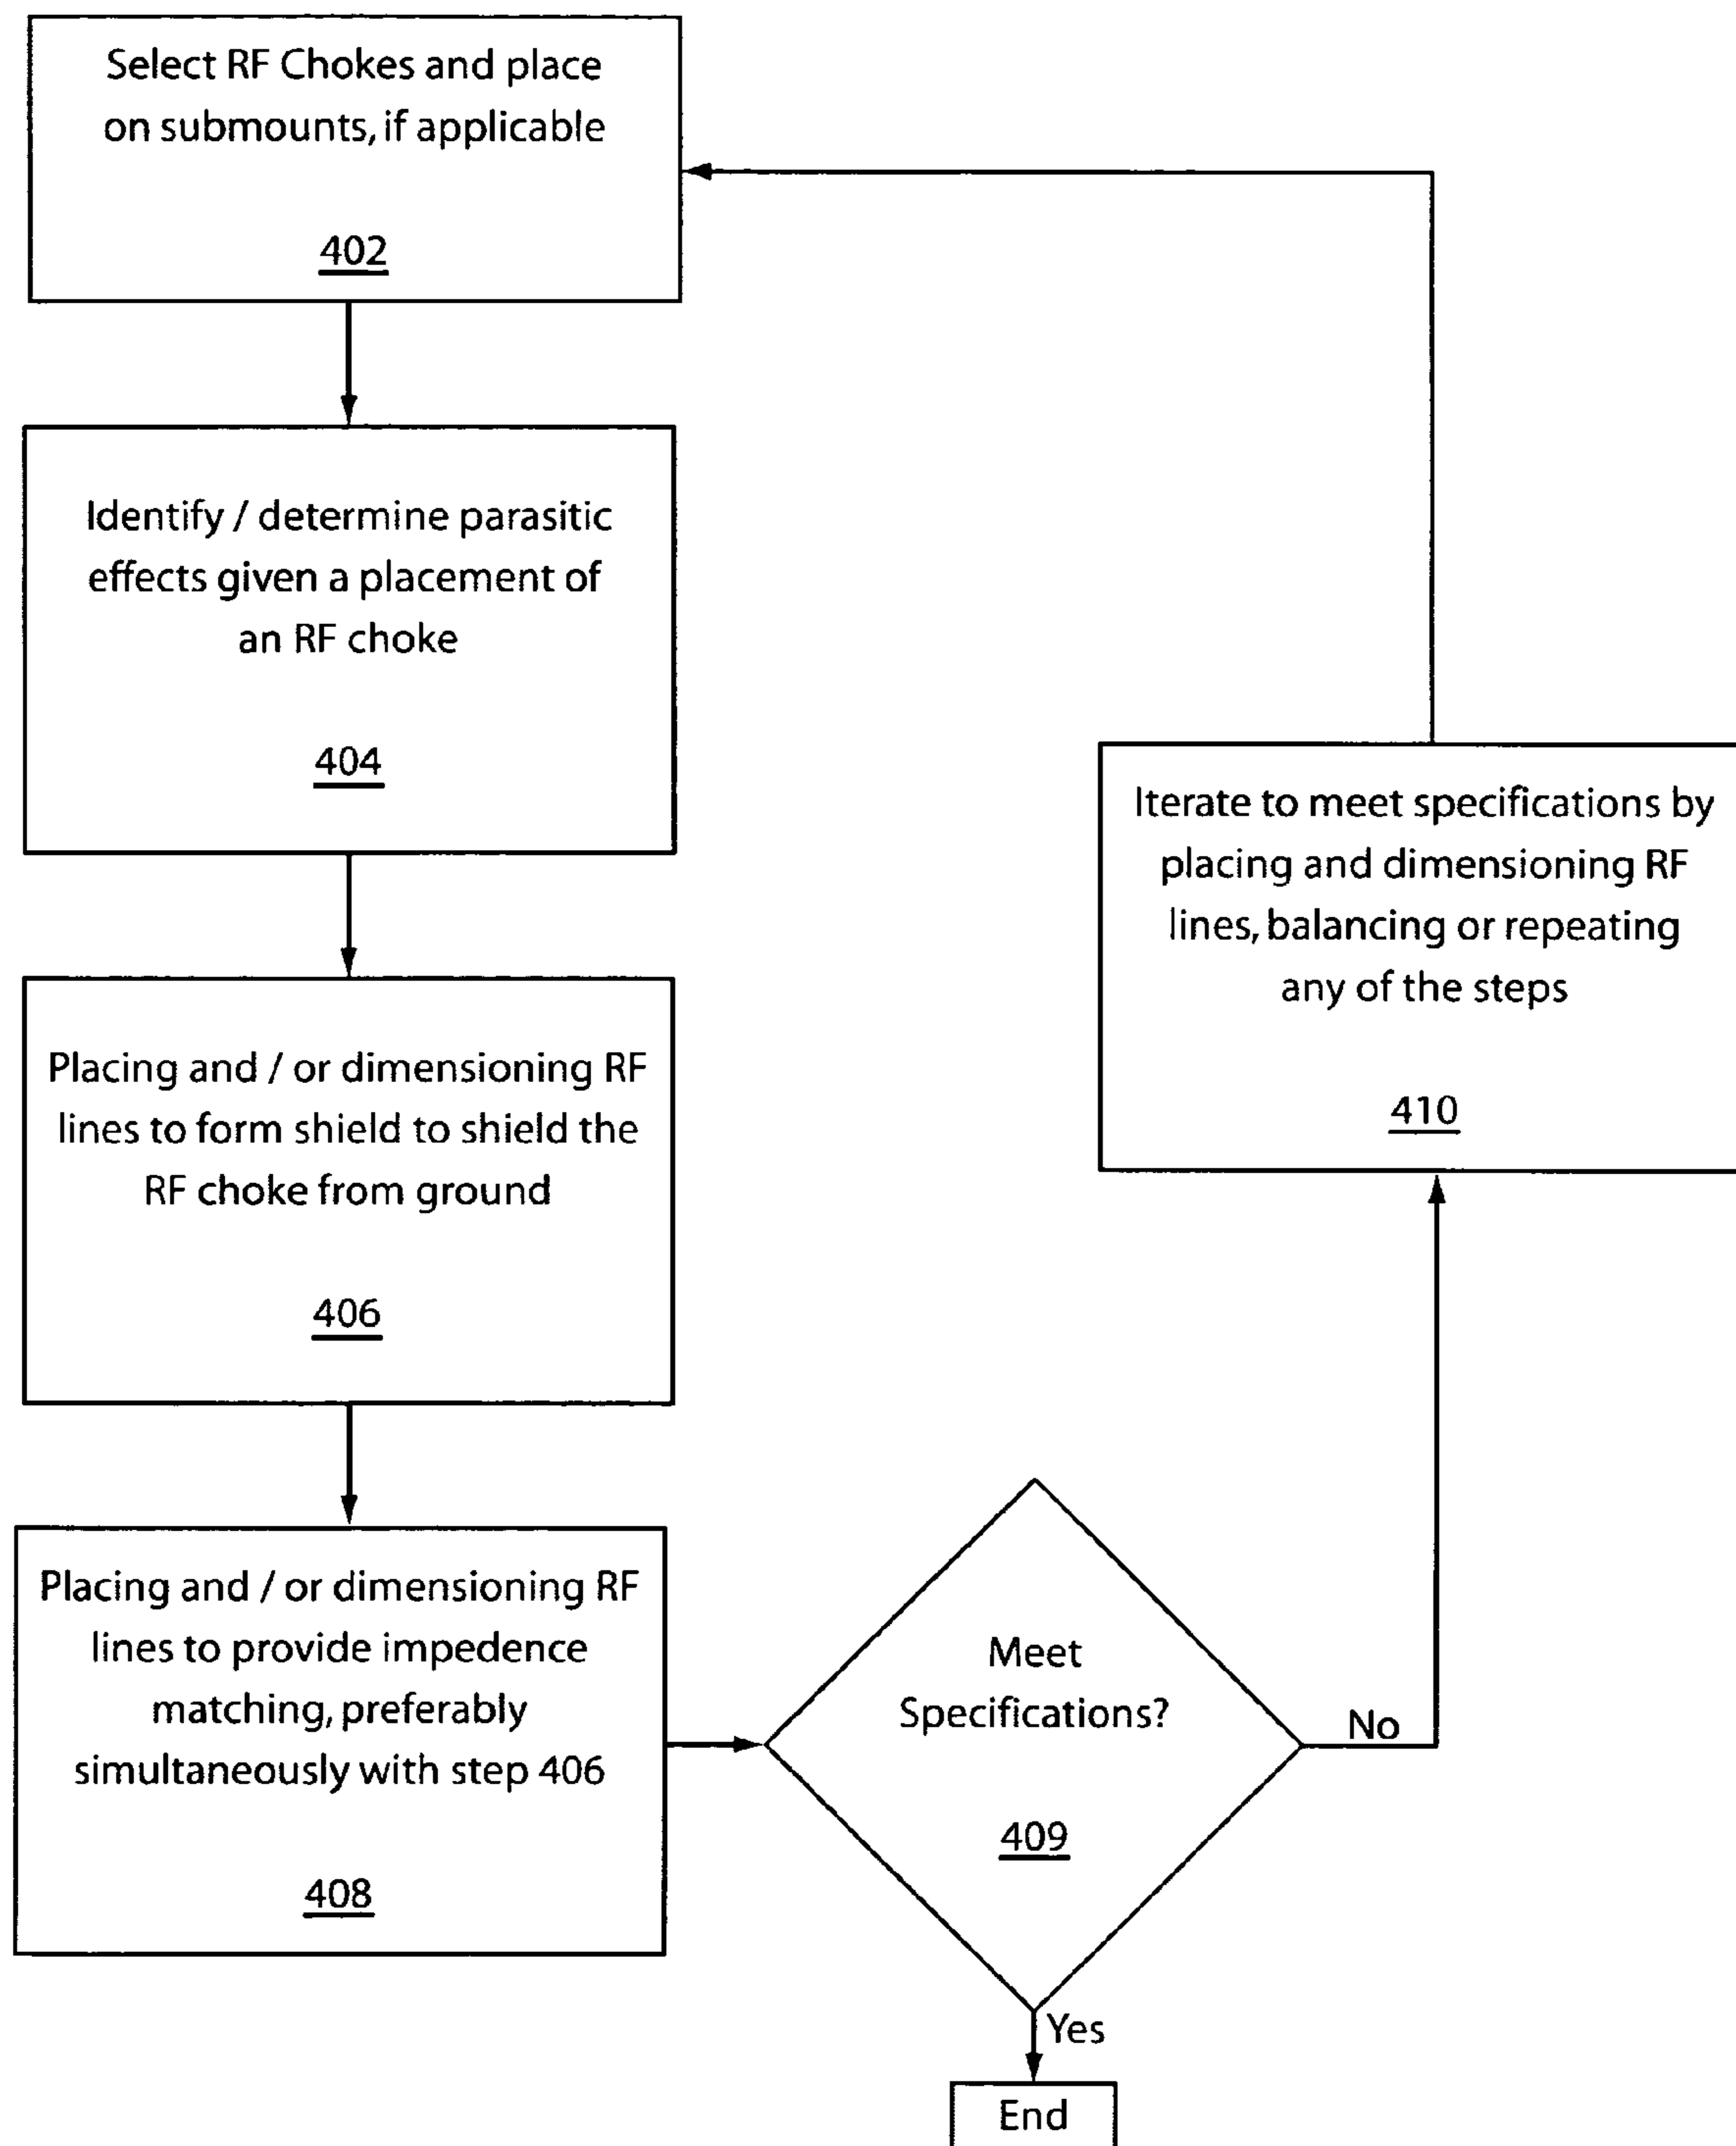 Select RF Chokes and place
on submounts, if applicable
402
Identify / determine parasitic
effects given a placement of
an RF choke
404
Placing and / or dimensioning RF
lines to form shield to shield the
RF choke from ground
406
Placing and / or dimensioning RF
lines to provide impedence
matching, preferably
simultaneously with step 406
408
Meet
Specifications?
409
No
Yes
End
Iterate to meet specifications by
placing and dimensioning RF
lines, balancing or repeating
any of the steps
410